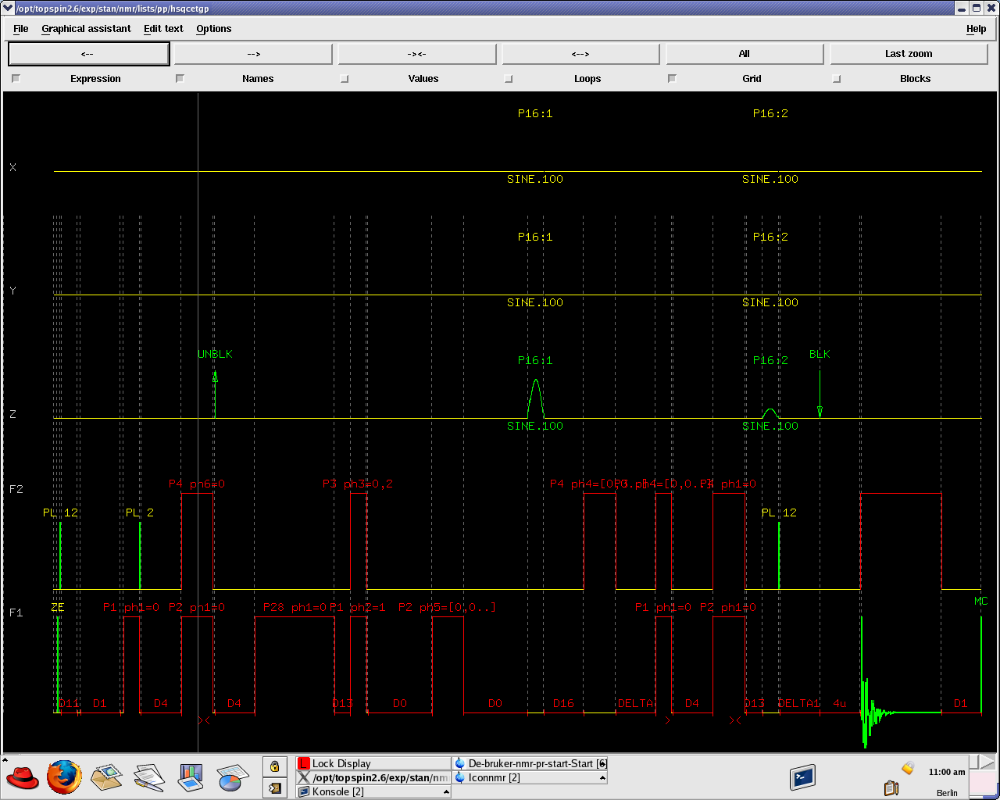 /opt/topspin2.6/exp/stan/nmr/lists/pp/hsqcetgp
File Graphical assistant Edit text Options Help
<-- --> -><- <--> All Last zoom
Expression Names Values Loops Grid Blocks
P16:1 P16:2
X
SINE.100 SINE.100
P16:1 P16:2
Y
SINE.100 SINE.100
UNBLK BLK
P16:1 P16:2
Z
SINE.100 SINE.100
P4 ph6=0 P3 ph3=0,2 P4 ph4=[0, ph4=[0,0..] ph1=0
F2
PL 12 PL 2 PL 12
MC
ZE P1 ph1=0 P2 ph1=0 P28 ph1=0 P1 ph2=1 P2 ph5=[0,0..] P1 ph1=0 P2 ph1=0
F1
D11 D1 D4 D4 D13 D0 D0 D16 DELTA D4 D13 DELTA1 4u D1
>< > ><
Lock Display De-bruker-nmr-pr-start-Start [6]
/opt/topspin2.6/exp/stan/nm Iconnmr [2]
Konsole [2]
11:00 am
Berlin